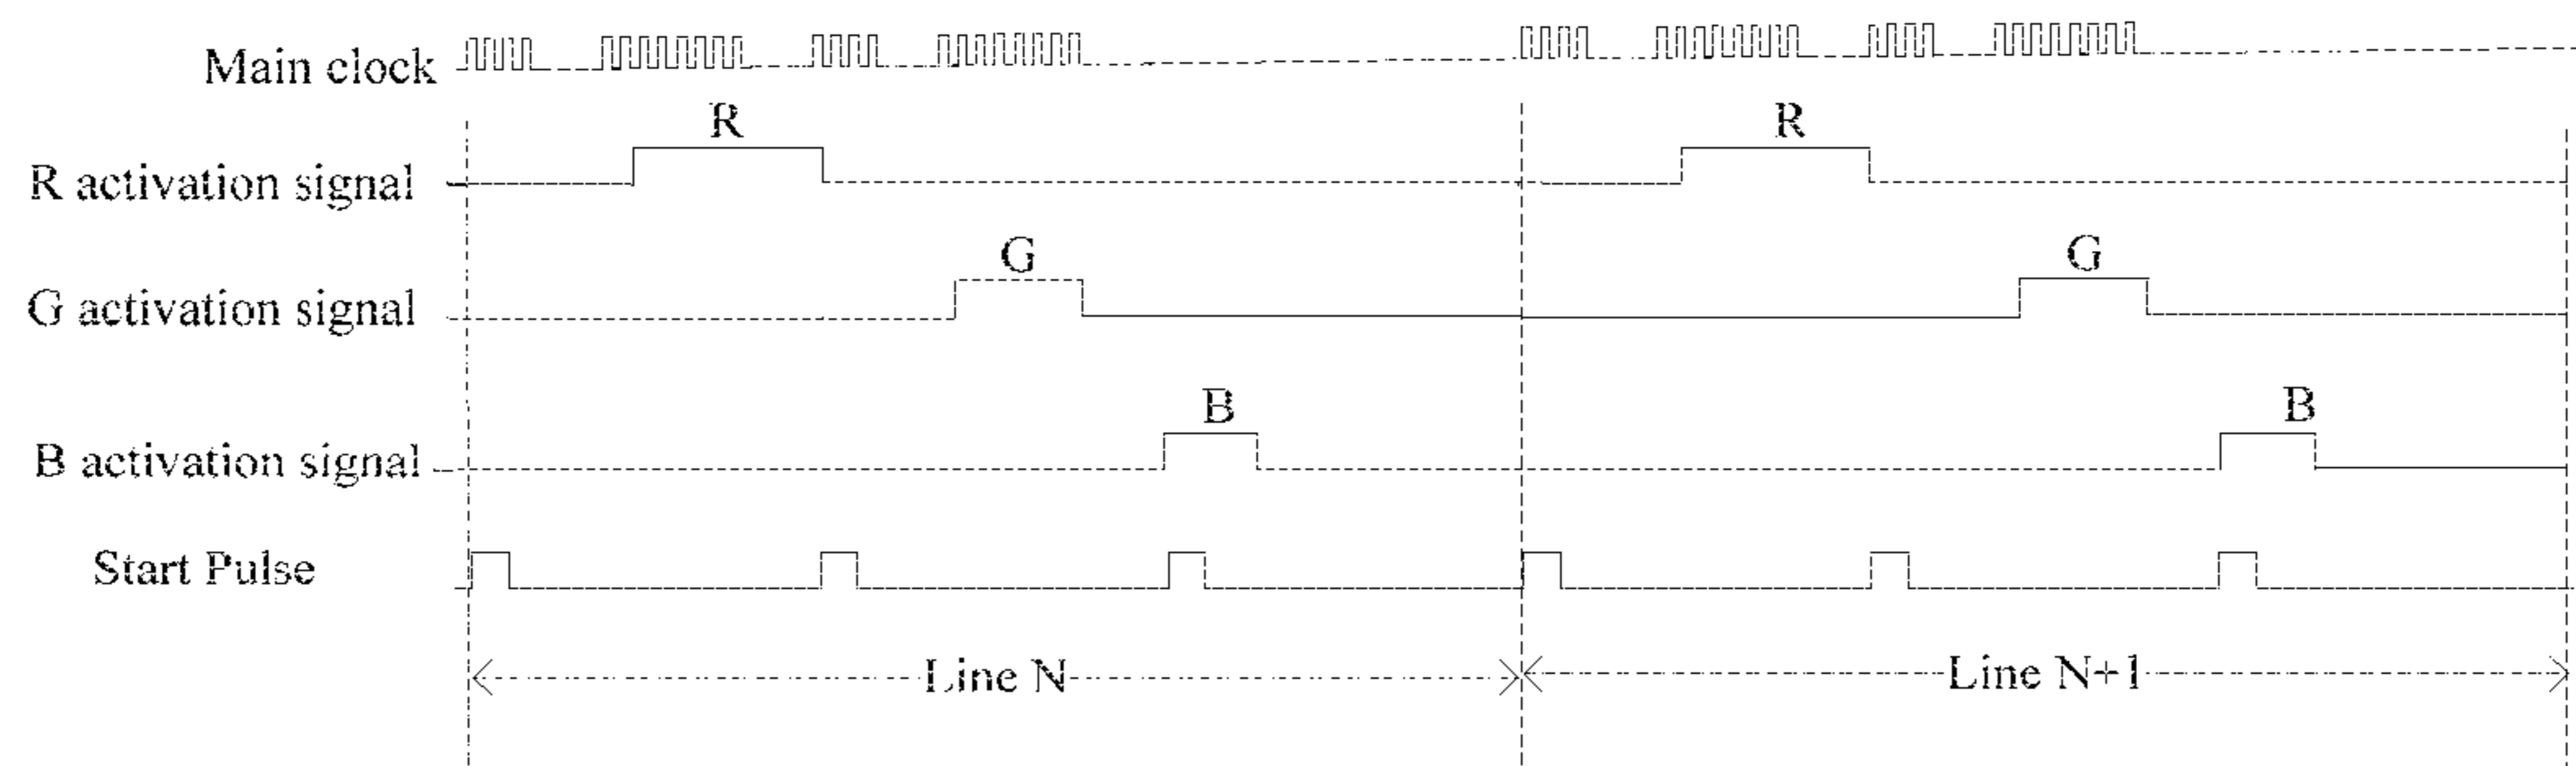 Main clock
R R
R activation signal
G G
G activation signal
B B
B activation signal
Start Pulse
Line N Line N+1